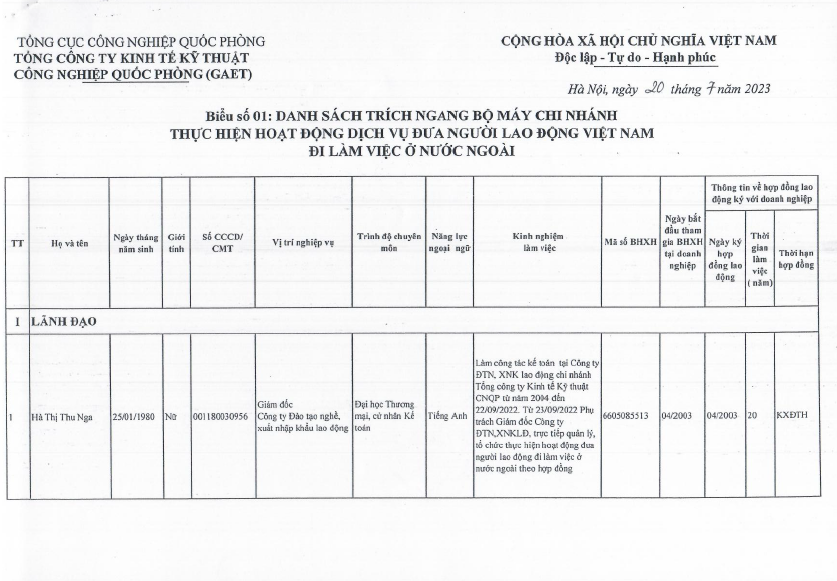 TỔNG CỤC CÔNG NGHIỆP QUỐC PHÒNG
TỔNG CÔNG TY KINH TẾ KỸ THUẬT
CÔNG NGHIỆP QUỐC PHÒNG (GAET)
CỘNG HÒA XÃ HỘI CHỦ NGHĨA VIỆT NAM
Độc lập - Tự do - Hạnh phúc
Hà Nội, ngày 20 tháng 7 năm 2023
Biểu số 01: DANH SÁCH TRÍCH NGANG BỘ MÁY CHI NHÁNH
THỰC HIỆN HOẠT ĐỘNG DỊCH VỤ ĐƯA NGƯỜI LAO ĐỘNG VIỆT NAM
ĐI LÀM VIỆC Ở NƯỚC NGOÀI
TT
Họ và tên
Ngày tháng
năm sinh
Giới
tính
Số CCCD/
CMT
Vị trí nghiệp vụ
Trình độ chuyên
môn
Năng lực
ngoại ngữ
Kinh nghiệm
làm việc
Mã số BHXH
Ngày bắt
đầu tham
gia BHXH
tại doanh
nghiệp
Thông tin về hợp đồng lao
động ký với doanh nghiệp
Ngày ký
hợp
đồng lao
động
Thời
gian
làm
việc
( năm)
Thời hạn
hợp đồng
I LÃNH ĐẠO
1
Hà Thị Thu Nga
25/01/1980
Nữ
001180030956
Giám đốc
Công ty Đào tạo nghề,
xuất nhập khẩu lao động
Đại học Thương
mại, cử nhân Kế
toán
Tiếng Anh
Làm công tác kế toán tại Công ty
ĐTN, XNK lao động chi nhánh
Tổng công ty Kinh tế Kỹ thuật
CNQP từ năm 2004 đến
22/09/2022. Từ 23/09/2022 Phụ
trách Giám đốc Công ty
ĐTN,XNKLĐ, trực tiếp quản lý,
tổ chức thực hiện hoạt động đưa
người lao động đi làm việc ở
nước ngoài theo hợp đồng
6605085513
04/2003
04/2003
20
KXĐTH